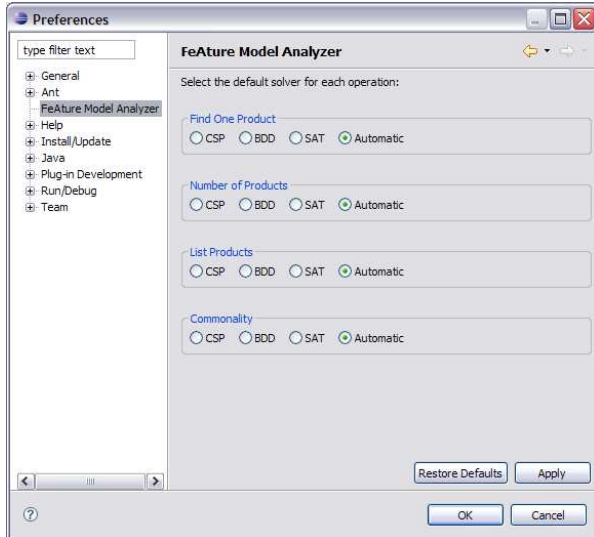 Preferences
type filter text
General
Ant
FeAture Model Analyzer
Help
Install/Update
Java
Plug-in Development
Run/Debug
Team
FeAture Model Analyzer
Select the default solver for each operation:
Find One Product
CSP BDD SAT Automatic
Number of Products
CSP BDD SAT Automatic
List Products
CSP BDD SAT Automatic
Commonality
CSP BDD SAT Automatic
Restore Defaults Apply
? OK Cancel